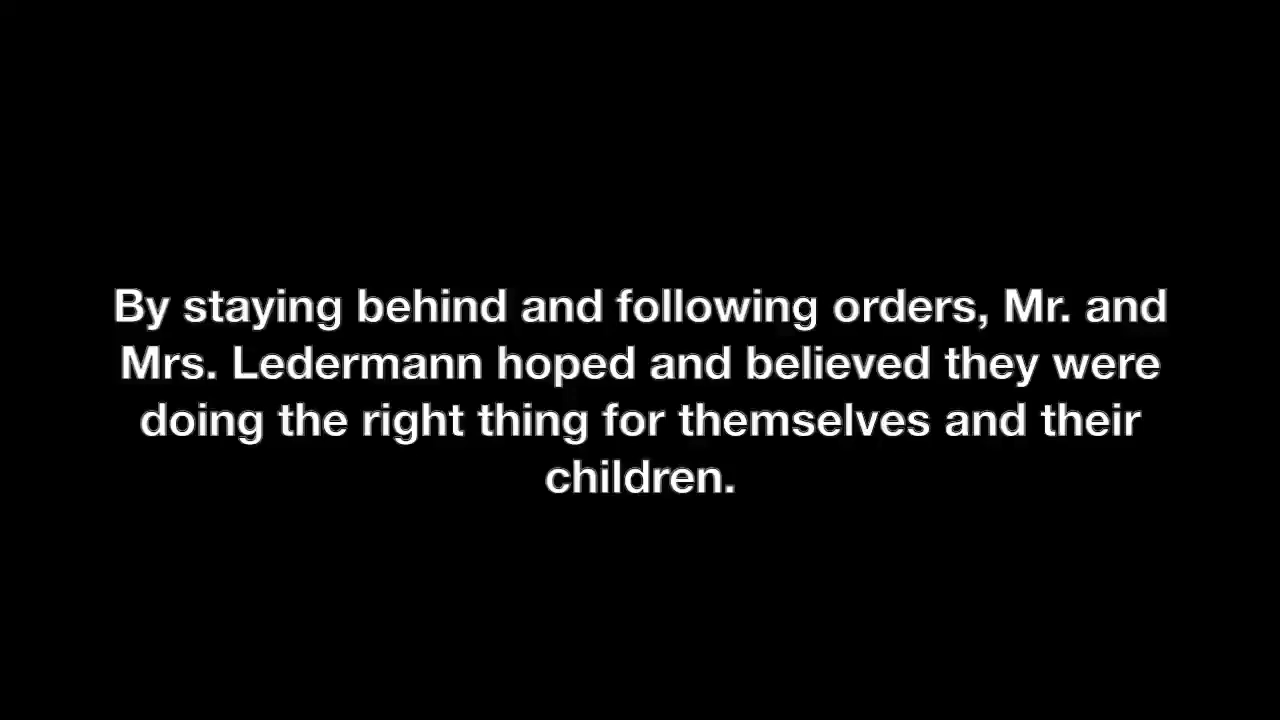 By staying behind and following orders, Mr. and
Mrs. Ledermann hoped and believed they were
doing the right thing for themselves and their
children.